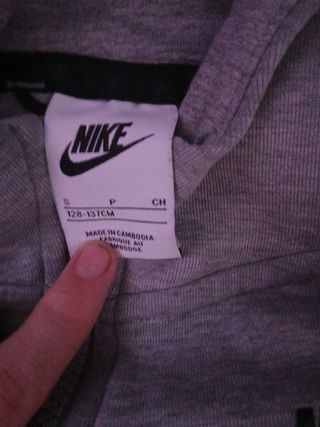 NIKE
S P CH
128-137CM
MADE IN CAMBODIA
FABRIQUE AU
CAMBODGE